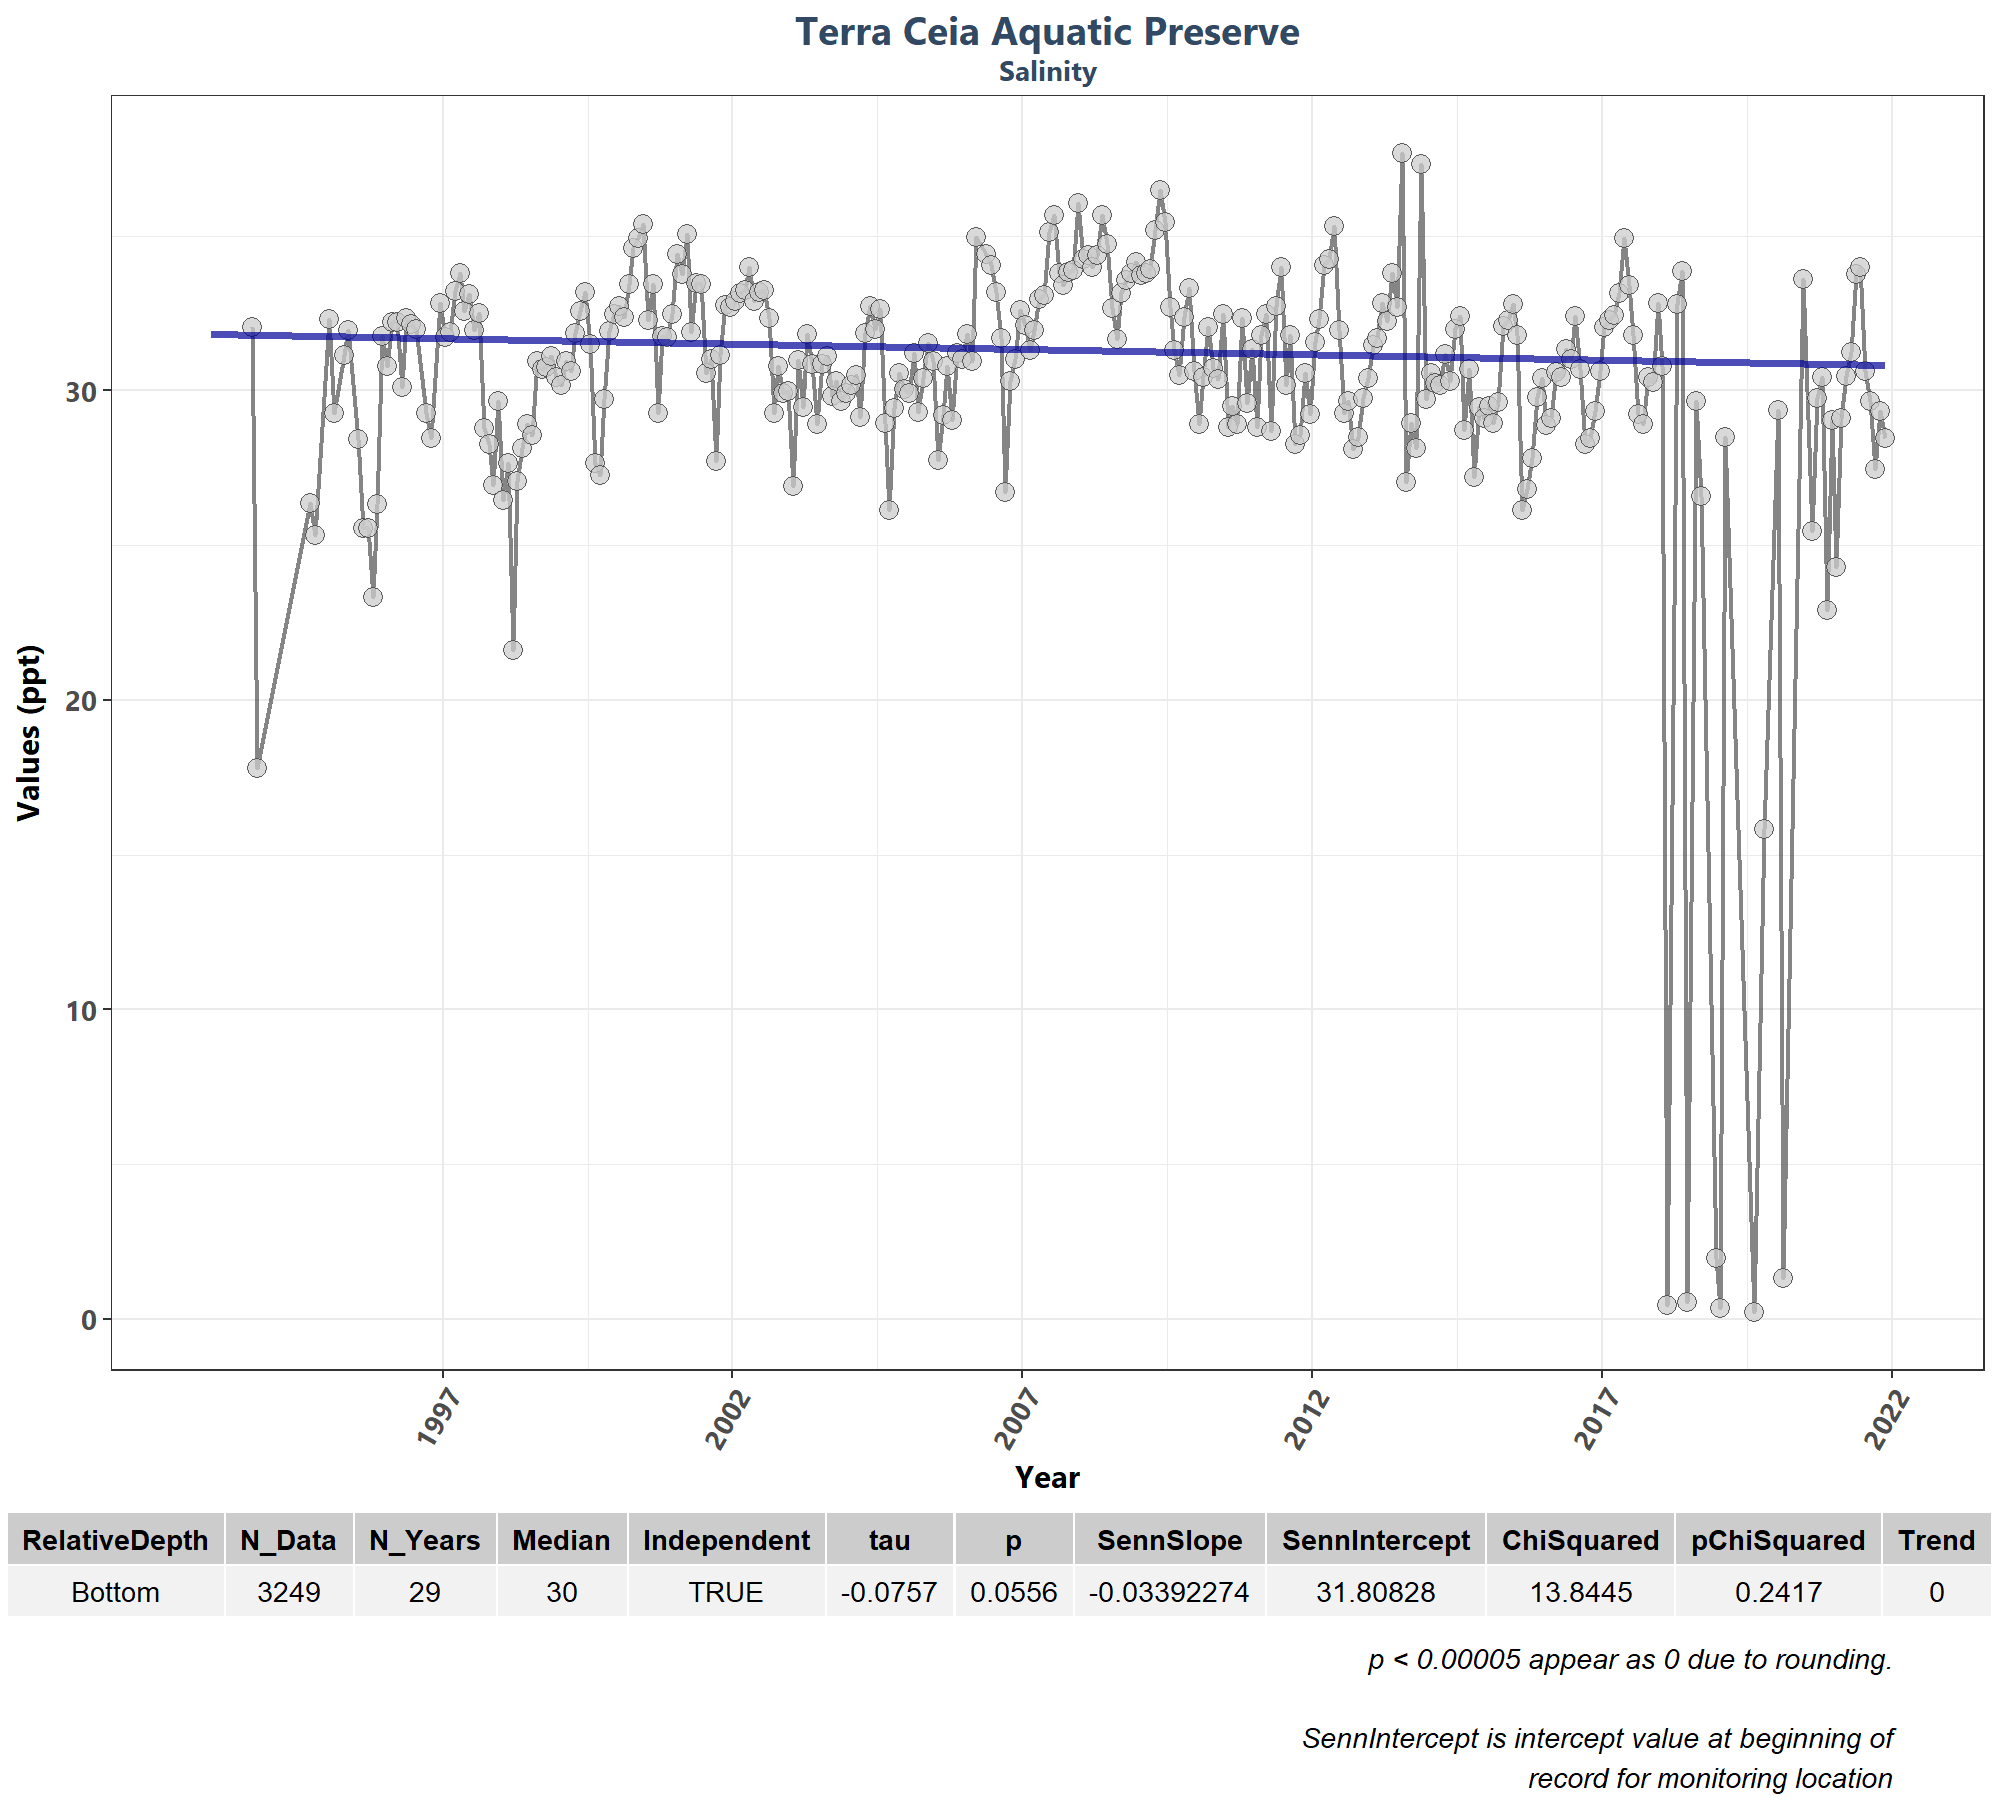 Terra Ceia Aquatic Preserve
Salinity
Values (ppt)
30
20
10
0
1997 2002 2007 2012 2017 2022
Year
RelativeDepth N_Data N_Years Median Independent tau p SennSlope SennIntercept ChiSquared pChiSquared Trend
Bottom 3249 29 30 TRUE -0.0757 0.0556 -0.03392274 31.80828 13.8445 0.2417 0
p < 0.00005 appear as 0 due to rounding.
SennIntercept is intercept value at beginning of
record for monitoring location